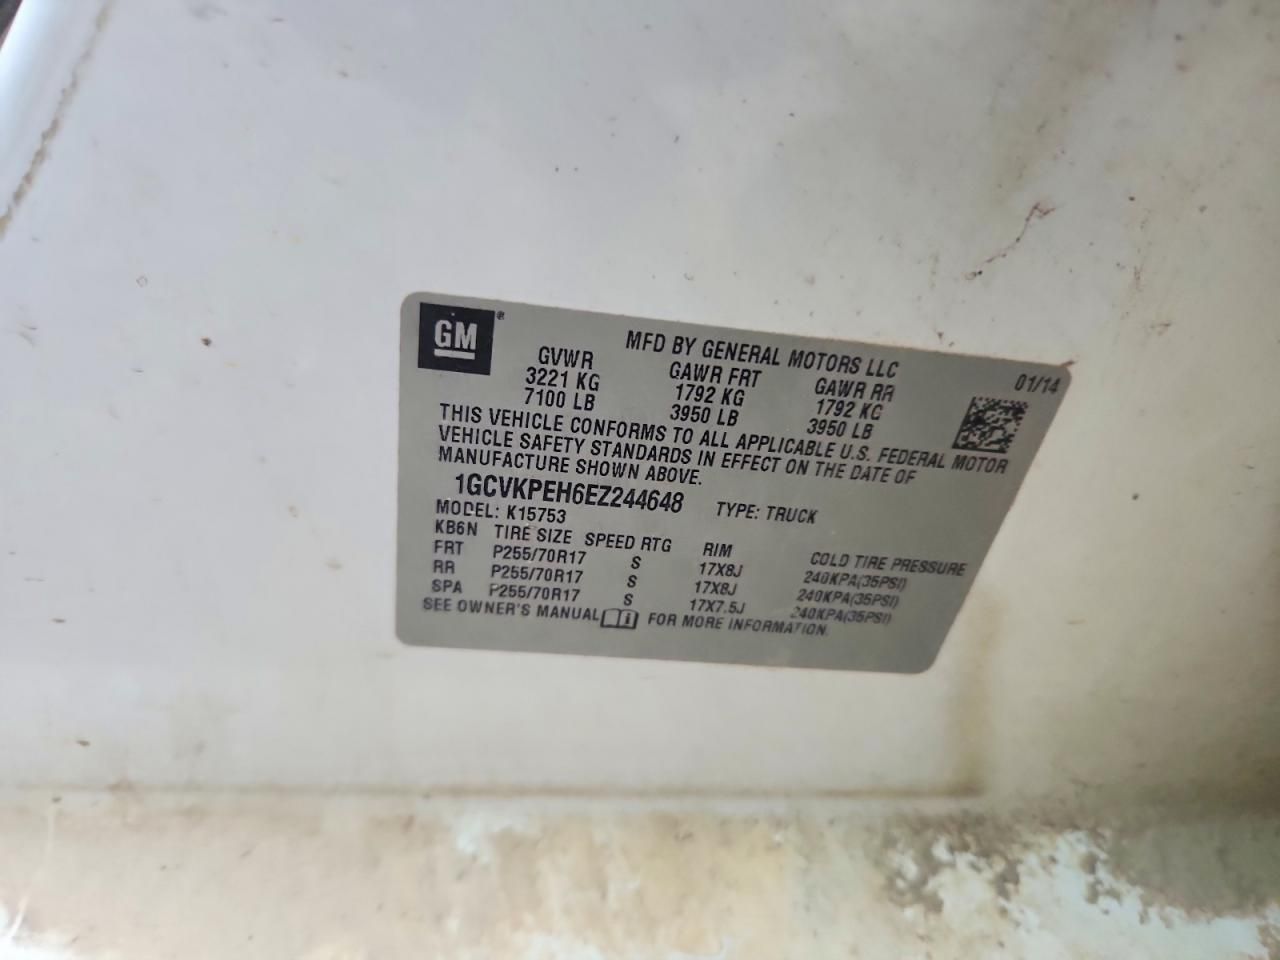 GM®
MFD BY GENERAL MOTORS LLC 01/14
GVWR GAWR FRT GAWR RR
3221 KG 1792 KG 1792 KG
7100 LB 3950 LB 3950 LB
THIS VEHICLE CONFORMS TO ALL APPLICABLE U.S. FEDERAL MOTOR
VEHICLE SAFETY STANDARDS IN EFFECT ON THE DATE OF
MANUFACTURE SHOWN ABOVE.
1GCVKPEH6EZ244648 TYPE: TRUCK
MODEL: K15753
KB6N TIRE SIZE SPEED RTG RIM COLD TIRE PRESSURE
FRT P255/70R17 S 17X8J 240KPA(35PSI)
RR P255/70R17 S 17X8J 240KPA(35PSI)
SPA P255/70R17 S 17X7.5J 240KPA(35PSI)
SEE OWNER'S MANUAL FOR MORE INFORMATION.